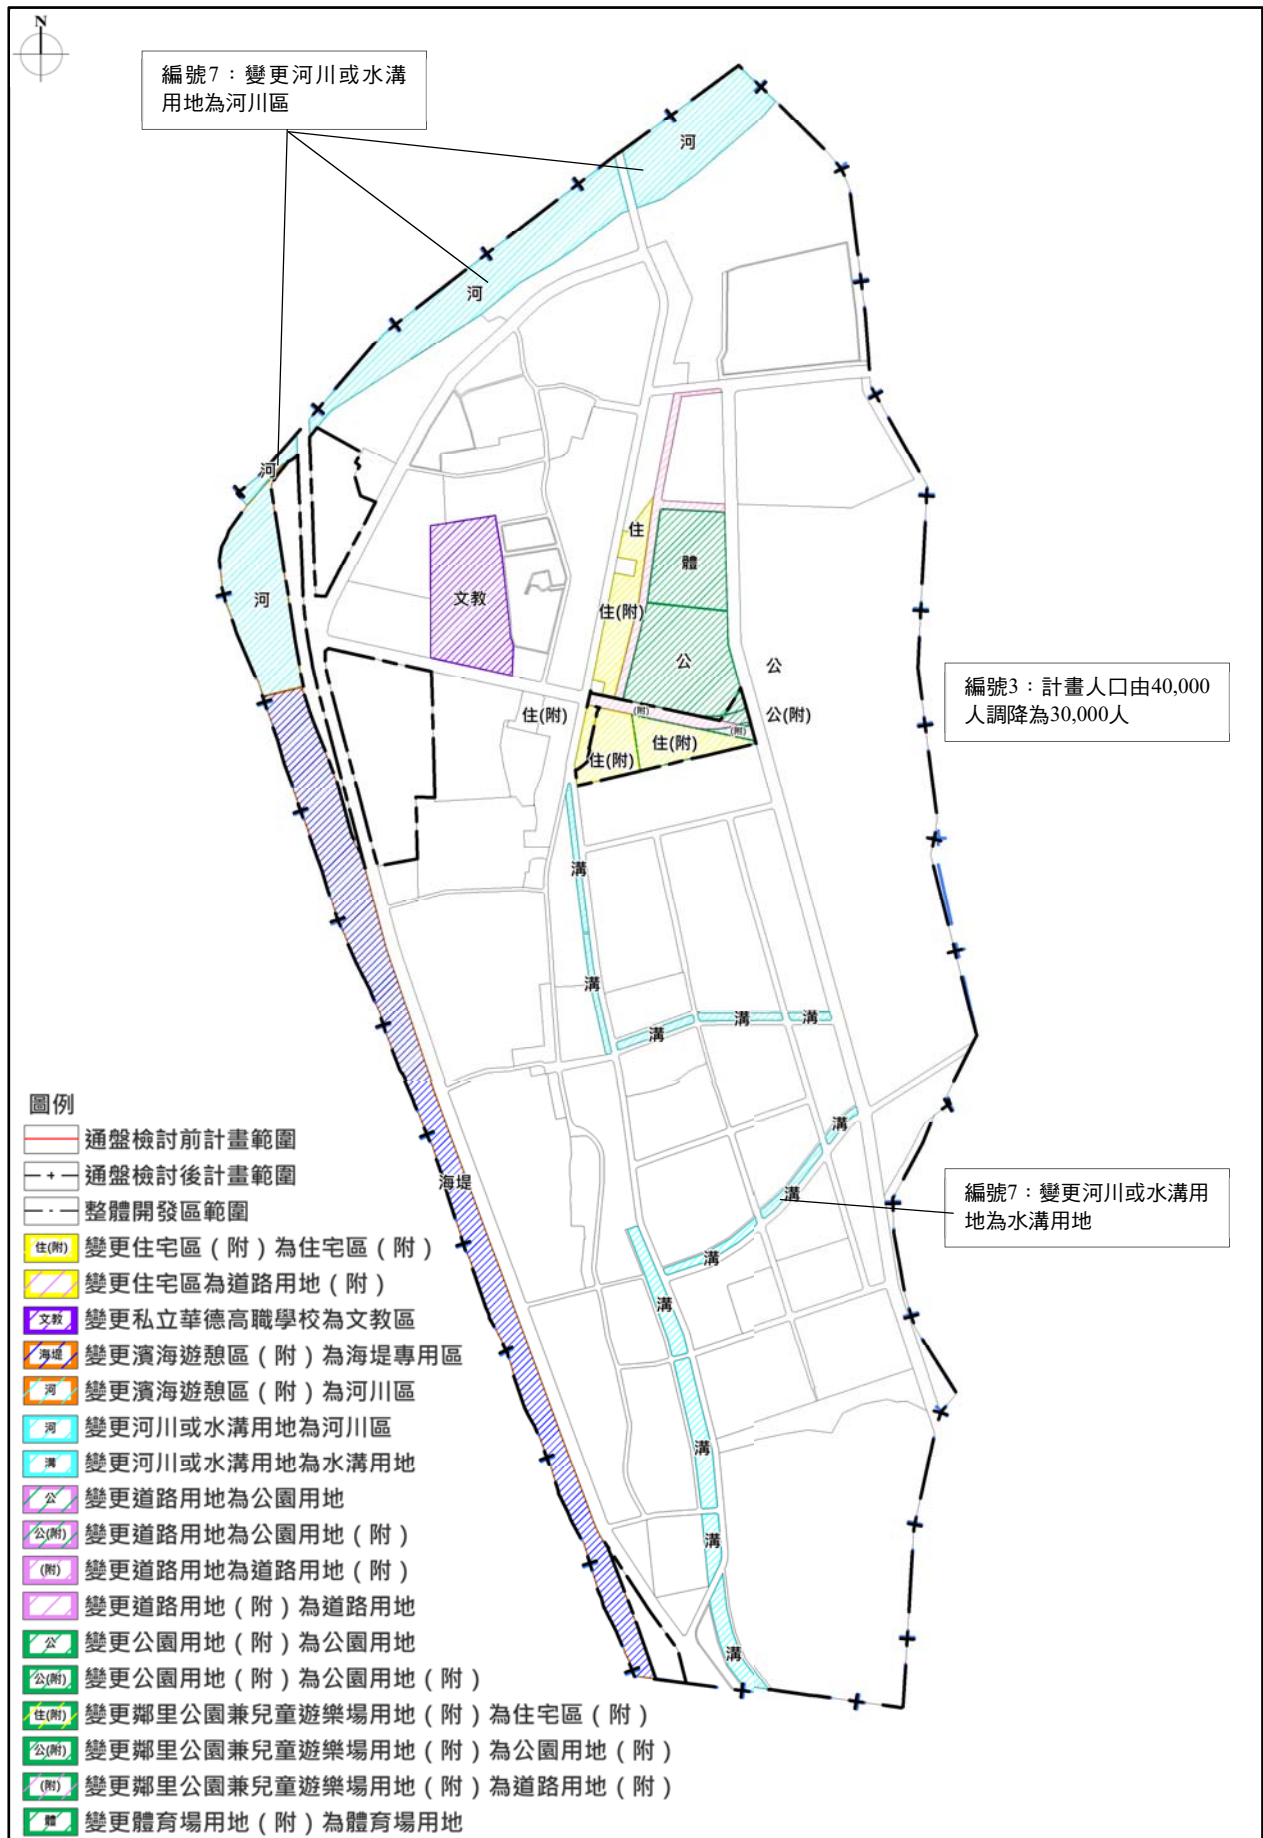 N
編號7：變更河川或水溝
用地為河川區
河
河
河
河
住
體
文教
住(附)
公
公
編號3：計畫人口由40,000
人調降為30,000人
住(附)
(附)
公(附)
(附)
住(附)
住(附)
溝
溝
溝
溝
溝
溝
海堤
溝
編號7：變更河川或水溝用
地為水溝用地
溝
溝
溝
溝
溝
圖例
通盤檢討前計畫範圍
通盤檢討後計畫範圍
整體開發區範圍
住(附) 變更住宅區（附）為住宅區（附）
變更住宅區為道路用地（附）
文教 變更私立華德高職學校為文教區
海堤 變更濱海遊憩區（附）為海堤專用區
河 變更濱海遊憩區（附）為河川區
河 變更河川或水溝用地為河川區
溝 變更河川或水溝用地為水溝用地
公 變更道路用地為公園用地
公(附) 變更道路用地為公園用地（附）
(附) 變更道路用地為道路用地（附）
變更道路用地（附）為道路用地
公 變更公園用地（附）為公園用地
公(附) 變更公園用地（附）為公園用地（附）
住(附) 變更鄰里公園兼兒童遊樂場用地（附）為住宅區（附）
公(附) 變更鄰里公園兼兒童遊樂場用地（附）為公園用地（附）
(附) 變更鄰里公園兼兒童遊樂場用地（附）為道路用地（附）
體 變更體育場用地（附）為體育場用地